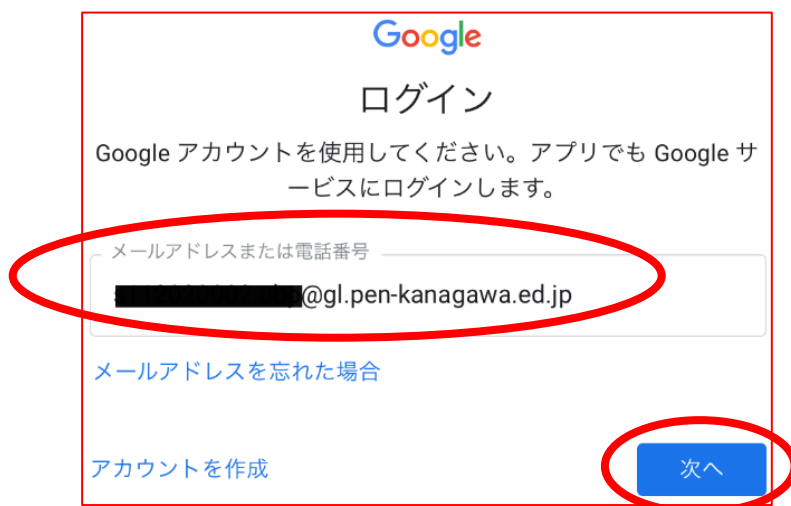 Google
ログイン
Google アカウントを使用してください。アプリでも Google サ
ービスにログインします。
メールアドレスまたは電話番号
@gl.pen-kanagawa.ed.jp
メールアドレスを忘れた場合
アカウントを作成
次へ